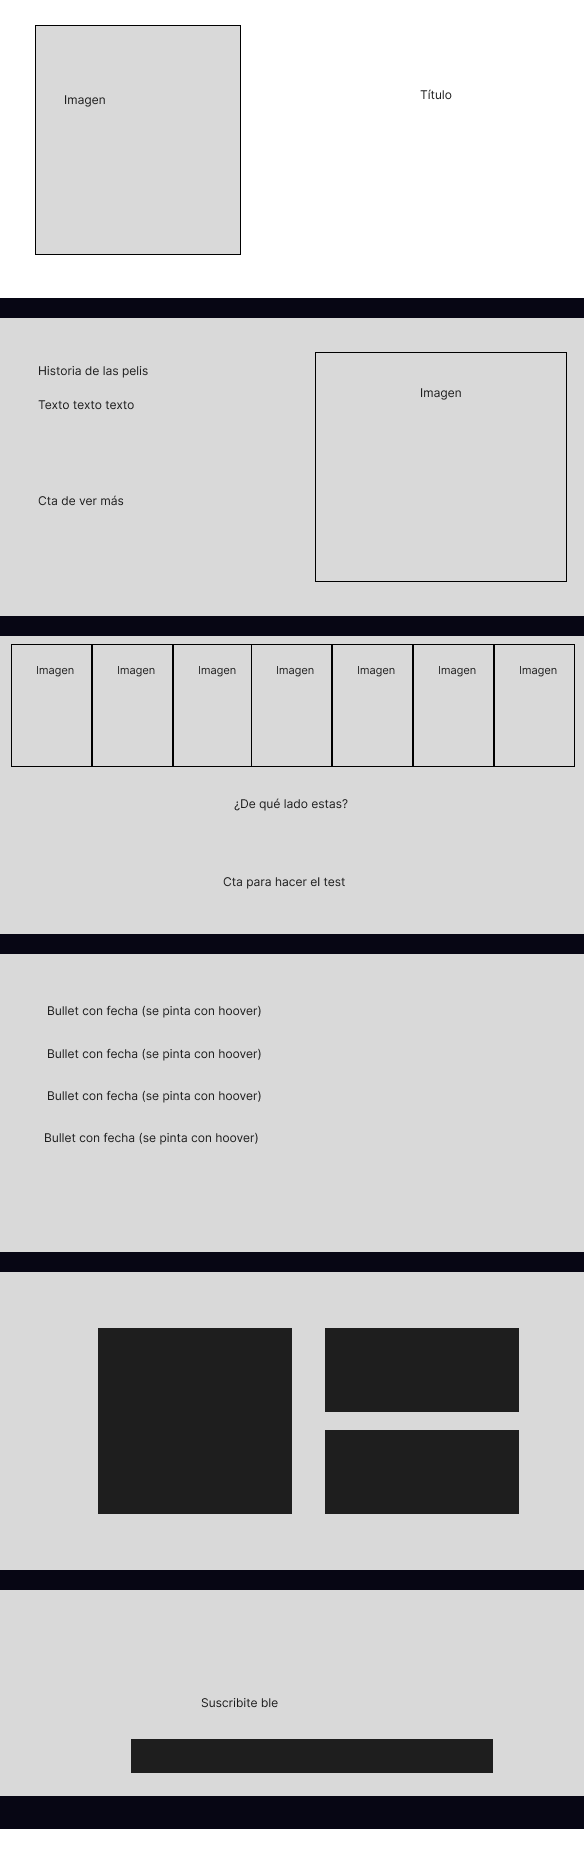 Imagen
Título
Historia de las pelis
Texto texto texto
Cta de ver más
Imagen
Imagen Imagen Imagen Imagen Imagen Imagen Imagen
¿De qué lado estas?
Cta para hacer el test
Bullet con fecha (se pinta con hoover)
Bullet con fecha (se pinta con hoover)
Bullet con fecha (se pinta con hoover)
Bullet con fecha (se pinta con hoover)
Suscribite ble